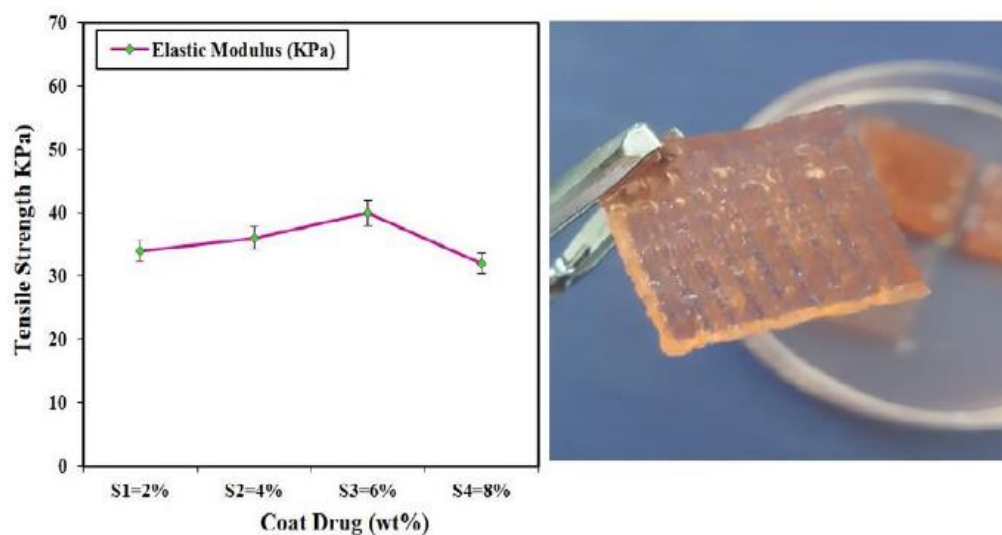 70
Elastic Modulus (KPa)
60
50
40
30
20
10
0
Tensile Strength KPa)
S1=2% S2=4% S3=6% S4=8%
Coat Drug (wt%)